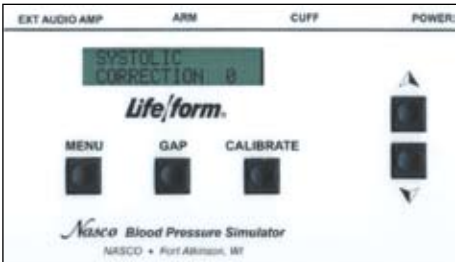 EXT AUDIO AMP ARM CUFF POWER
SYSTOLIC
CORRECTION 0
Life/form®
MENU GAP CALIBRATE
Nasco Blood Pressure Simulator
NASCO • Fort Atkinson, WI